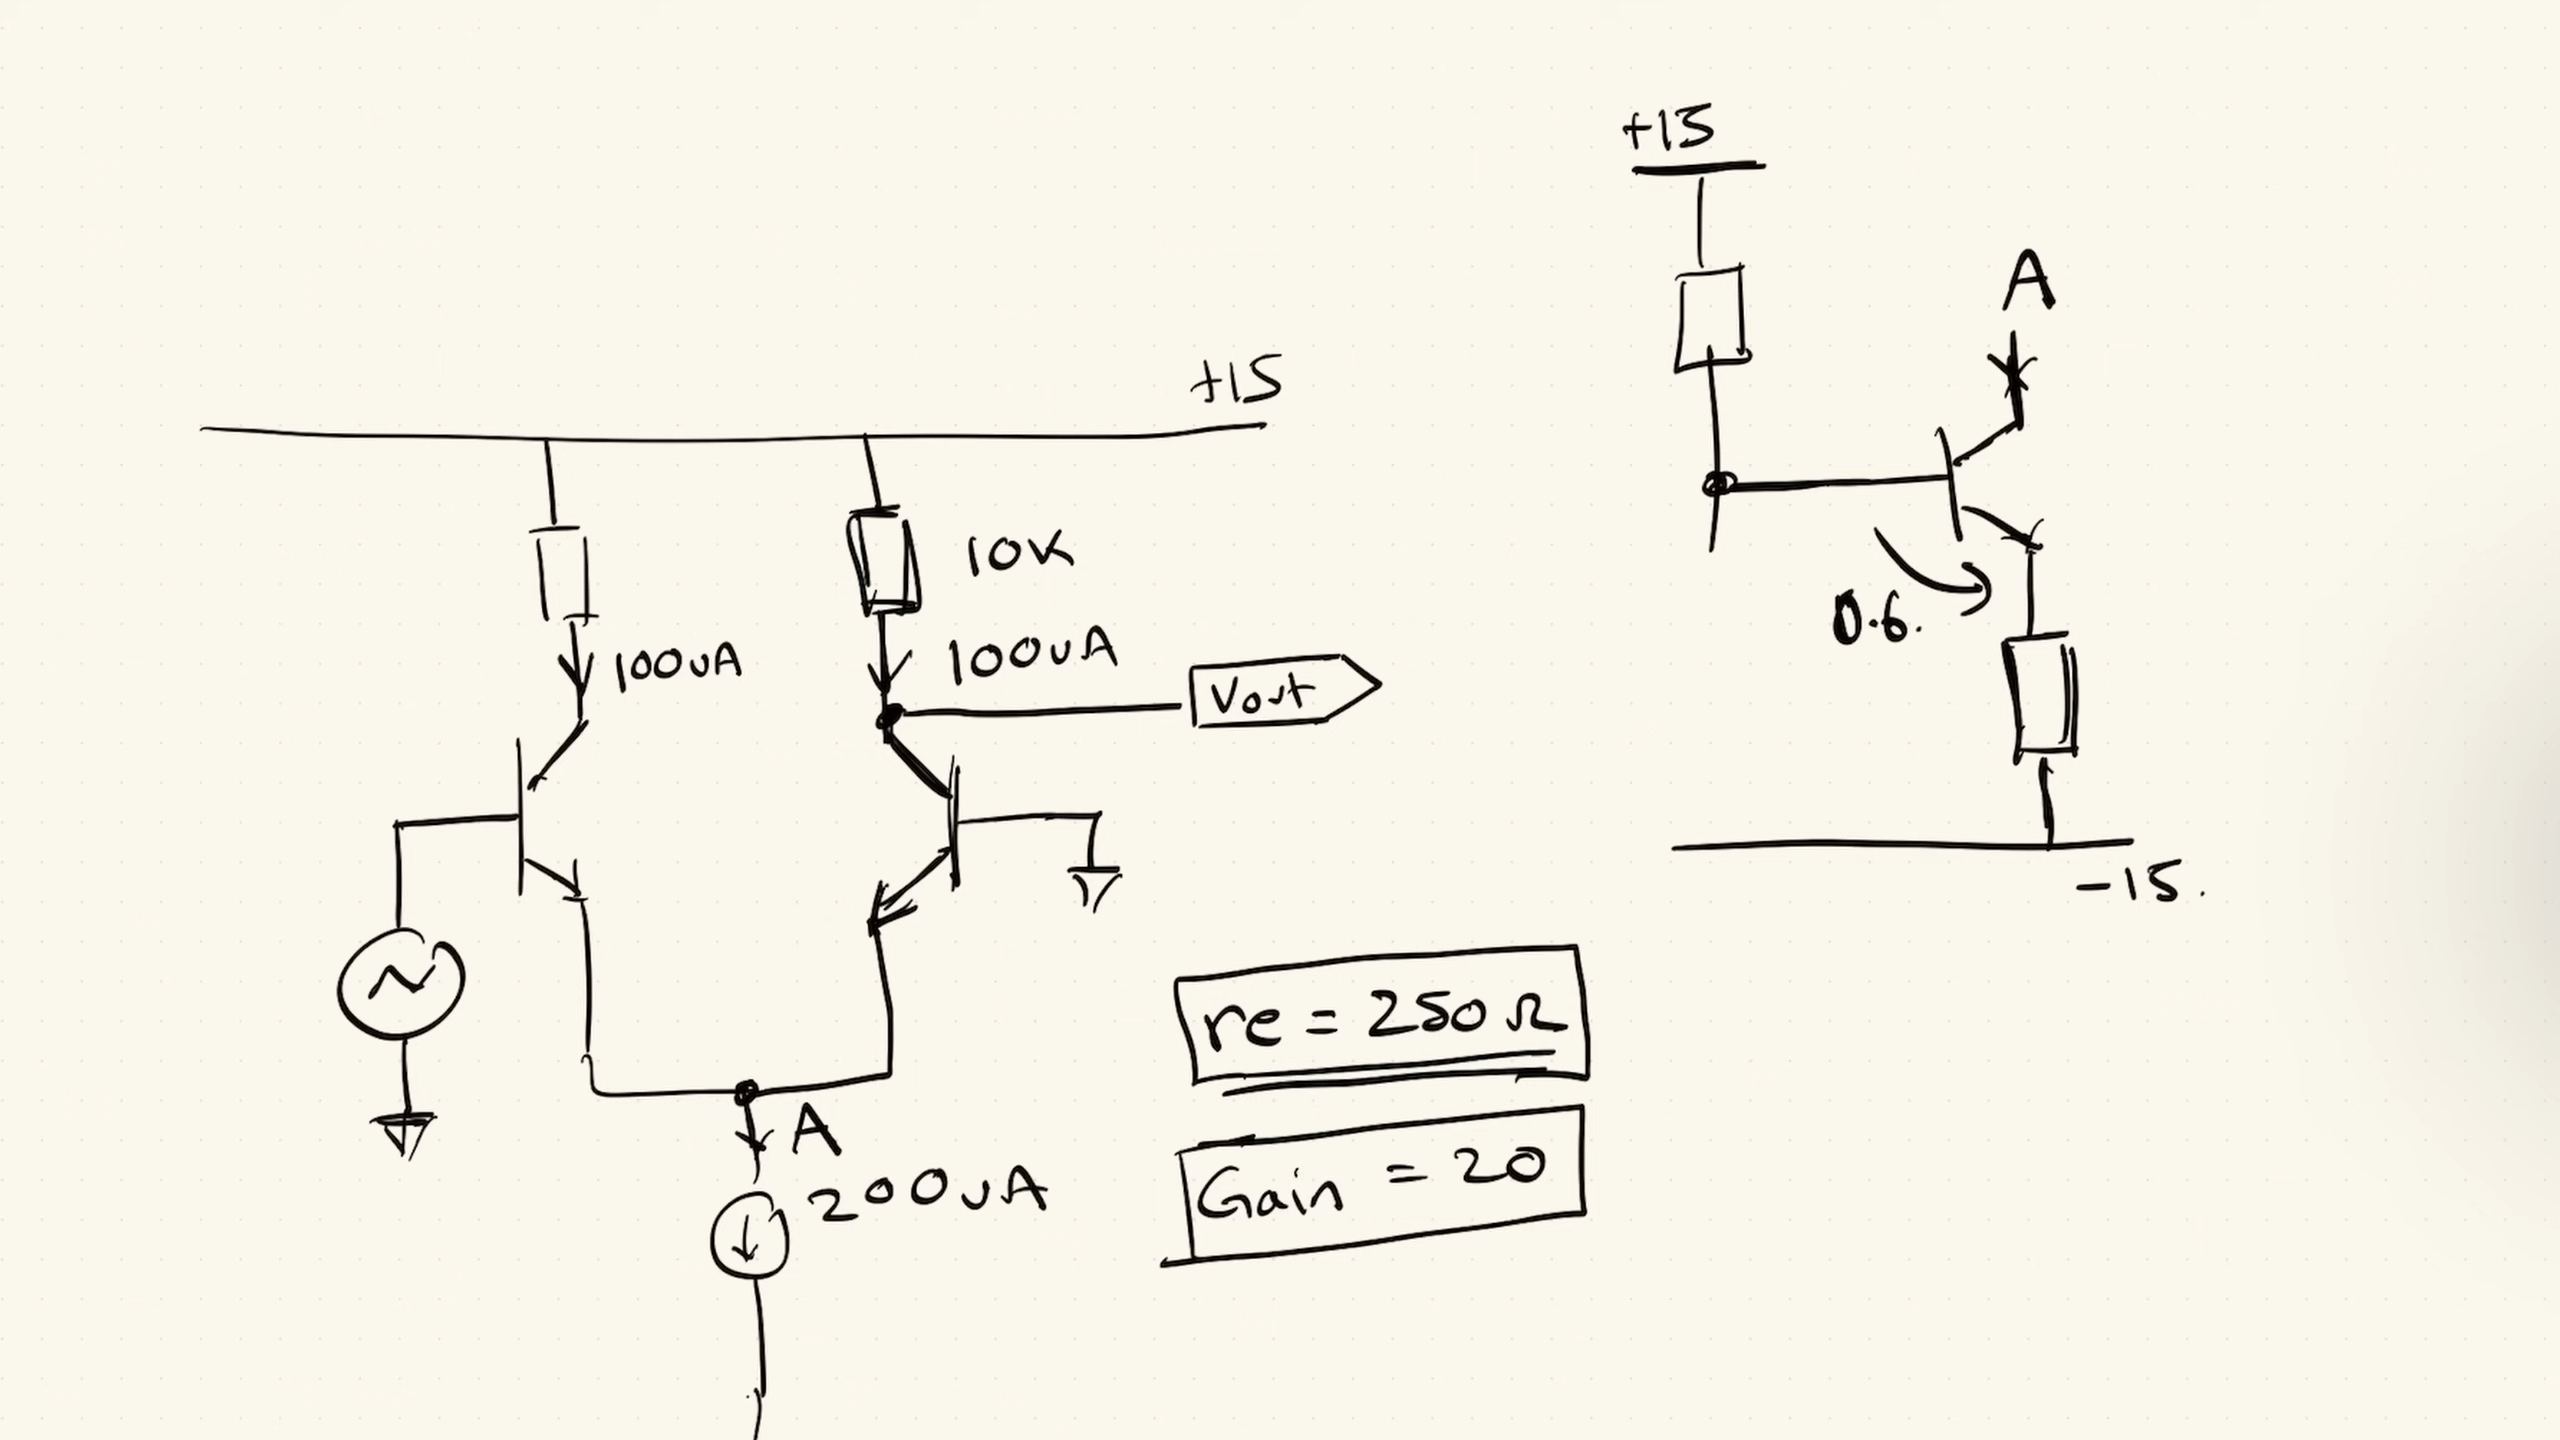 +15
10K
100uA
100uA
Vout
A
200uA
re = 250 Ω
Gain = 20
+15
A
0.6.
-15.